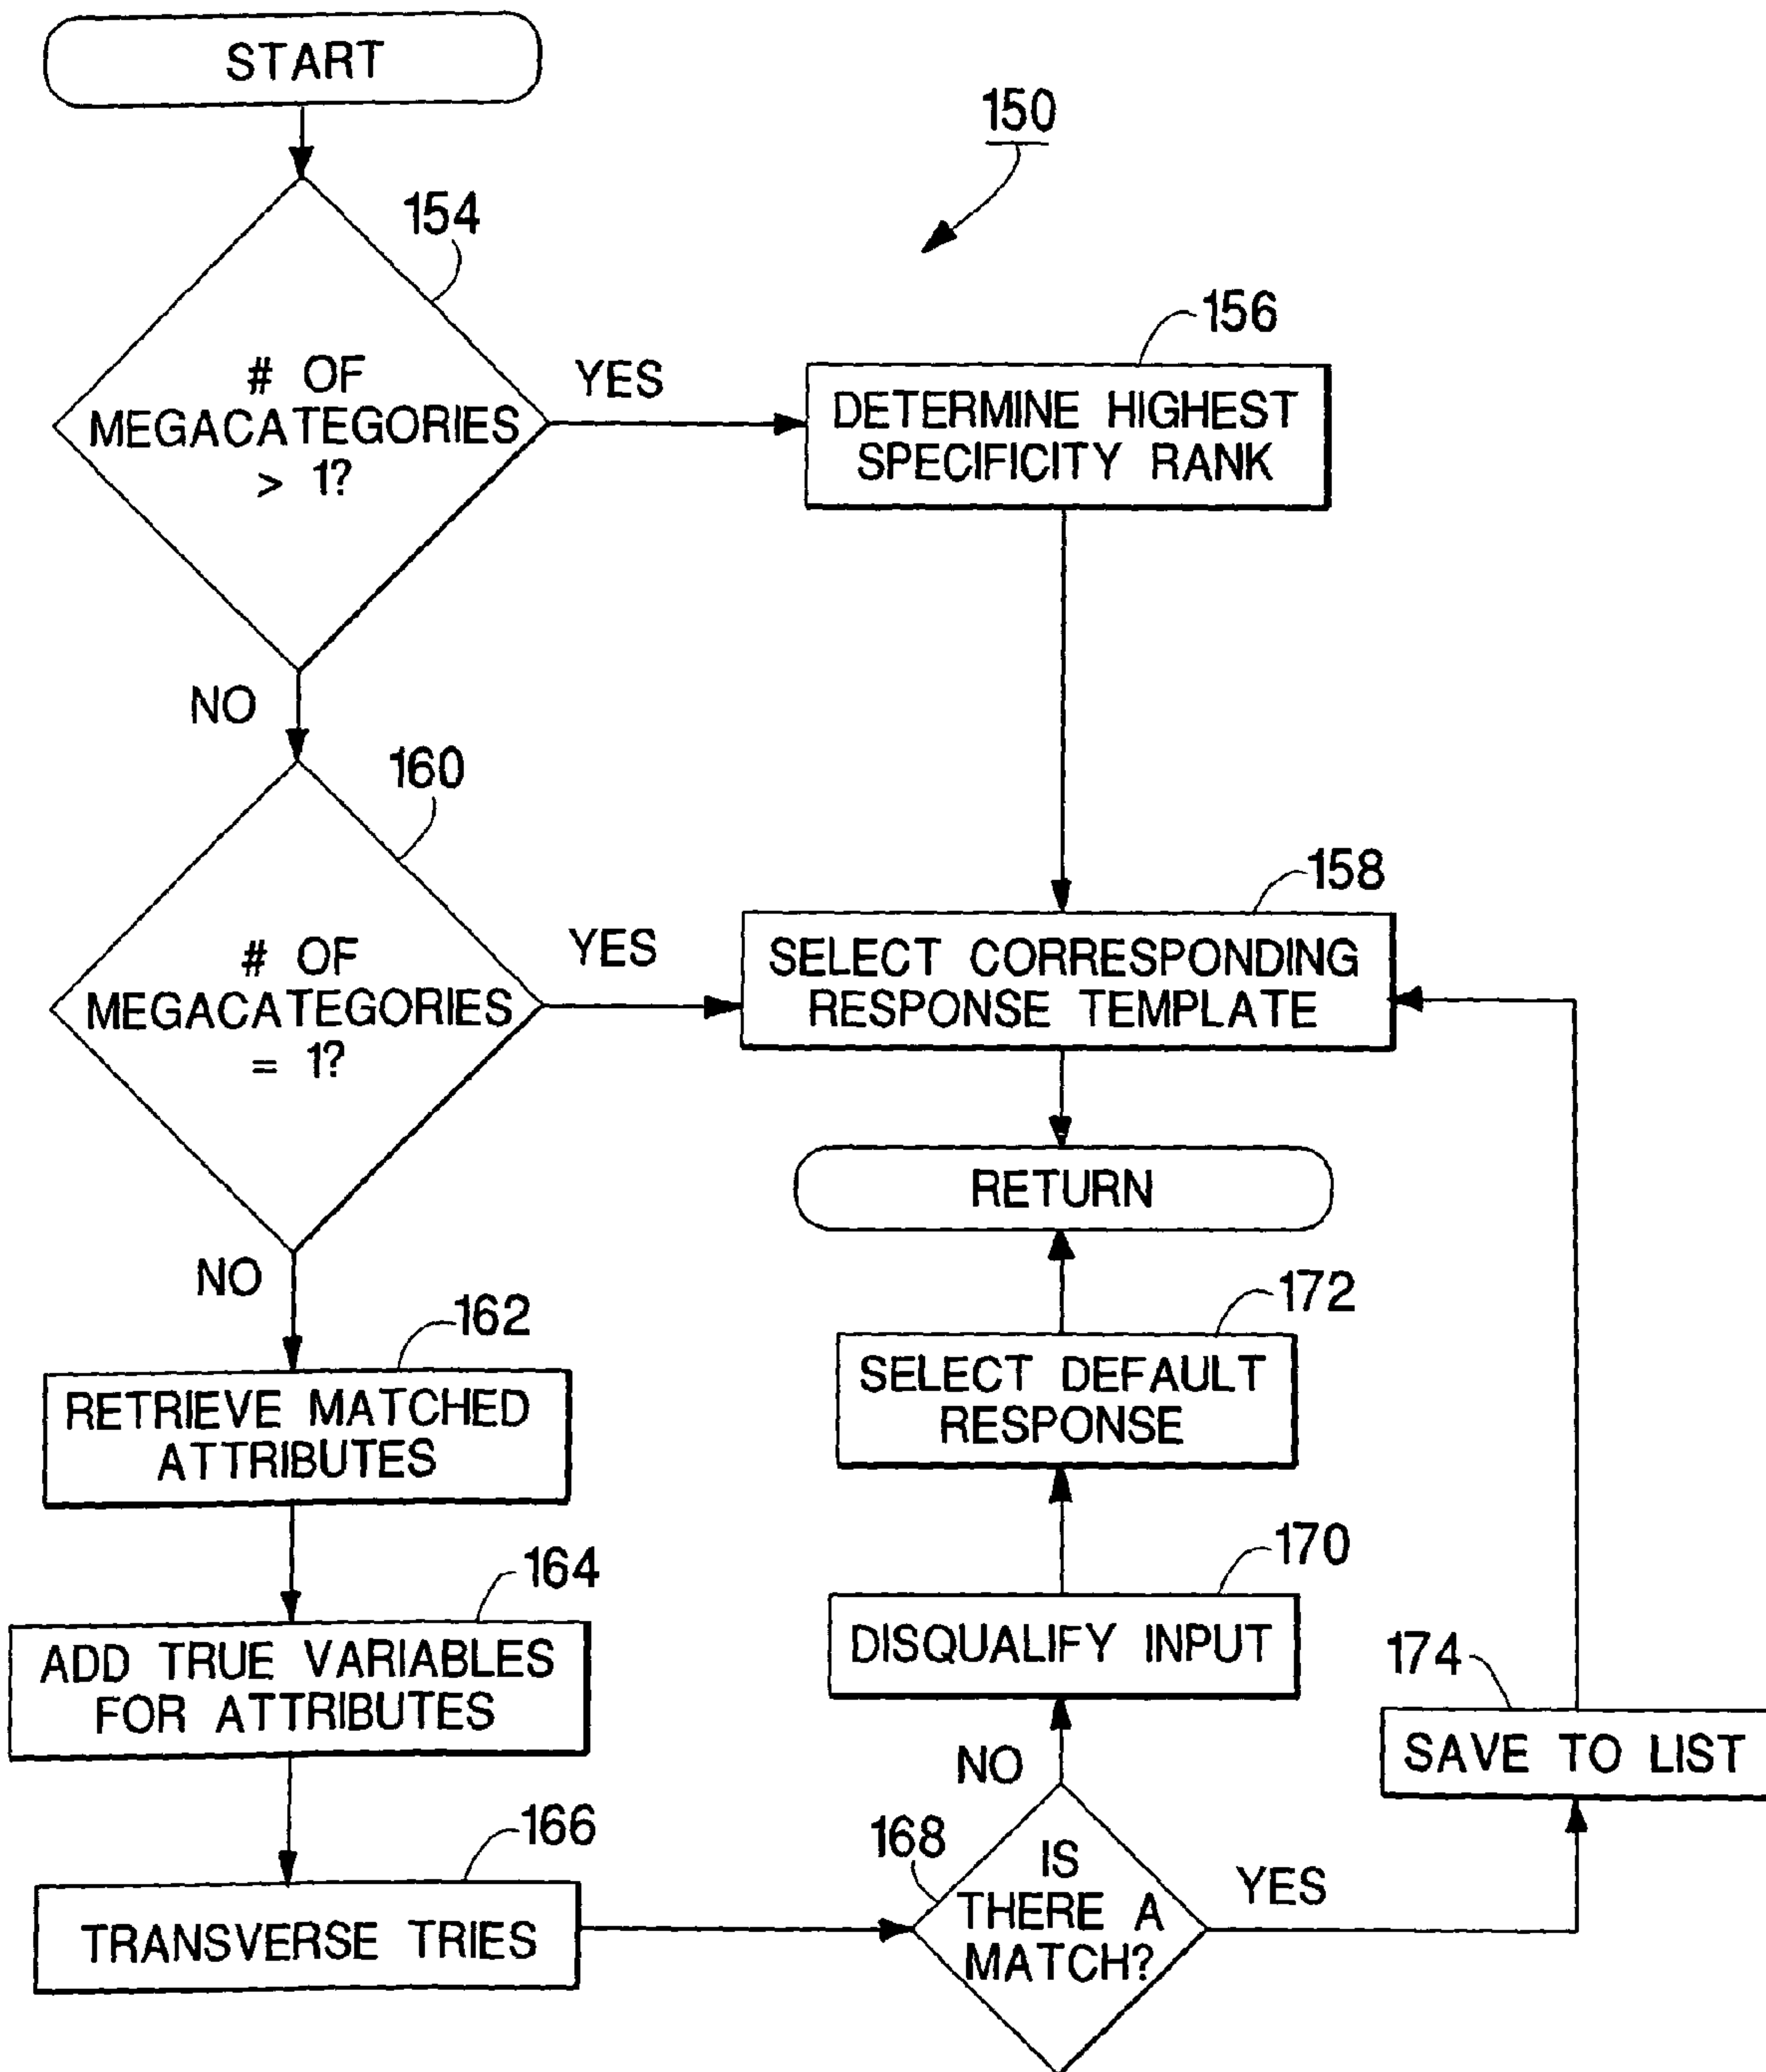 START
150
154
# OF
MEGACATEGORIES
> 1?
YES
156
DETERMINE HIGHEST
SPECIFICITY RANK
NO
160
# OF
MEGACATEGORIES
= 1?
YES
158
SELECT CORRESPONDING
RESPONSE TEMPLATE
RETURN
NO
162
RETRIEVE MATCHED
ATTRIBUTES
172
SELECT DEFAULT
RESPONSE
164
ADD TRUE VARIABLES
FOR ATTRIBUTES
170
DISQUALIFY INPUT
174
SAVE TO LIST
NO
166
TRANSVERSE TRIES
168
IS
THERE A
MATCH?
YES